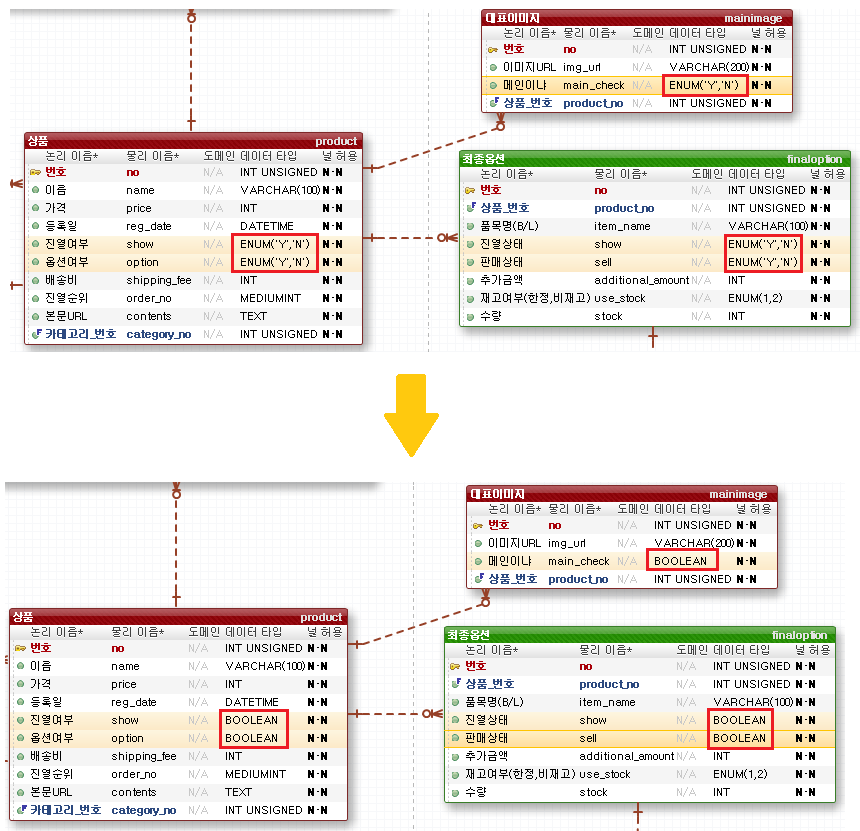 대표이미지 mainimage
논리 이름* 물리 이름* 도메인 데이터 타입 널 허용
번호 no N/A INT UNSIGNED N-N
이미지URL img_url N/A VARCHAR(200) N-N
메인이냐 main_check N/A ENUM('Y','N') N-N
상품_번호 product_no N/A INT UNSIGNED N-N
상품 product
논리 이름* 물리 이름* 도메인 데이터 타입 널 허용
번호 no N/A INT UNSIGNED N-N
이름 name N/A VARCHAR(100) N-N
가격 price N/A INT N-N
등록일 reg_date N/A DATETIME N-N
진열여부 show N/A ENUM('Y','N') N-N
옵션여부 option N/A ENUM('Y','N') N-N
배송비 shipping_fee N/A INT N-N
진열순위 order_no N/A MEDIUMINT N-N
본문URL contents N/A TEXT N-N
카테고리_번호 category_no N/A INT UNSIGNED N-N
최종옵션 finaloption
논리 이름* 물리 이름* 도메인 데이터 타입 널 허용
번호 no N/A INT UNSIGNED N-N
상품_번호 product_no N/A INT UNSIGNED N-N
품목명(B/L) item_name N/A VARCHAR(100) N-N
진열상태 show N/A ENUM('Y','N') N-N
판매상태 sell N/A ENUM('Y','N') N-N
추가금액 additional_amount N/A INT N-N
재고여부(한정,비재고) use_stock N/A ENUM(1,2) N-N
수량 stock N/A INT N-N
대표이미지 mainimage
논리 이름* 물리 이름* 도메인 데이터 타입 널 허용
번호 no N/A INT UNSIGNED N-N
이미지URL img_url N/A VARCHAR(200) N-N
메인이냐 main_check N/A BOOLEAN N-N
상품_번호 product_no N/A INT UNSIGNED N-N
상품 product
논리 이름* 물리 이름* 도메인 데이터 타입 널 허용
번호 no N/A INT UNSIGNED N-N
이름 name N/A VARCHAR(100) N-N
가격 price N/A INT N-N
등록일 reg_date N/A DATETIME N-N
진열여부 show N/A BOOLEAN N-N
옵션여부 option N/A BOOLEAN N-N
배송비 shipping_fee N/A INT N-N
진열순위 order_no N/A MEDIUMINT N-N
본문URL contents N/A TEXT N-N
카테고리_번호 category_no N/A INT UNSIGNED N-N
최종옵션 finaloption
논리 이름* 물리 이름* 도메인 데이터 타입 널 허용
번호 no N/A INT UNSIGNED N-N
상품_번호 product_no N/A INT UNSIGNED N-N
품목명(B/L) item_name N/A VARCHAR(100) N-N
진열상태 show N/A BOOLEAN N-N
판매상태 sell N/A BOOLEAN N-N
추가금액 additional_amount N/A INT N-N
재고여부(한정,비재고) use_stock N/A ENUM(1,2) N-N
수량 stock N/A INT N-N